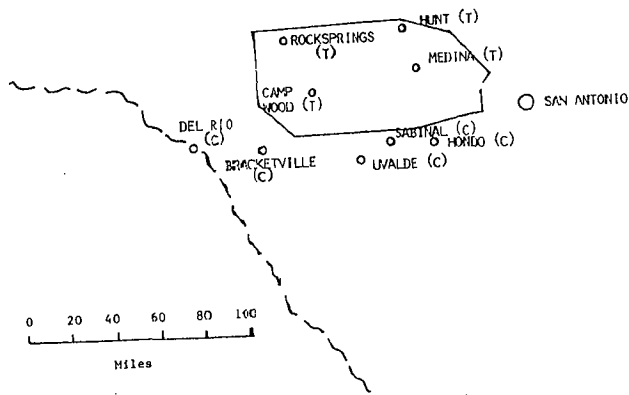 HUNT (T)
ROCKSPRINGS
(T)
MEDINA (T)
CAMP
WOOD (T)
SAN ANTONIO
DEL RIO
(C)
SABINAL (C)
HONDO (C)
BRACKETVILLE
(C)
UVALDE (C)
0 20 40 60 80 100
Miles